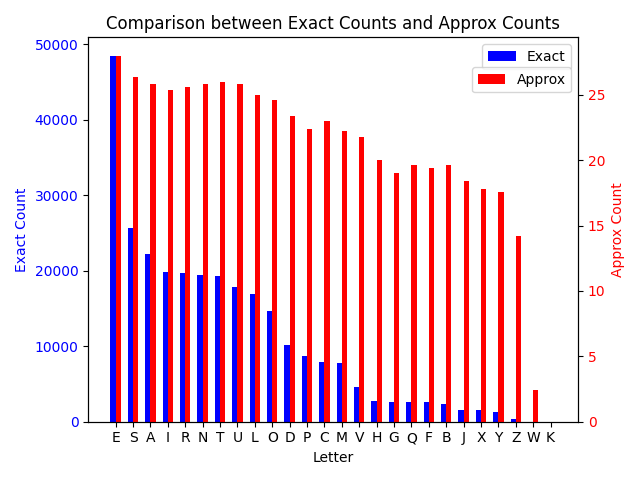 Comparison between Exact Counts and Approx Counts
Exact
Approx
50000
40000
30000
20000
10000
0
Exact Count
25
20
15
10
5
0
Approx Count
E S A I R N T U L O D P C M V H G Q F B J X Y Z W K
Letter